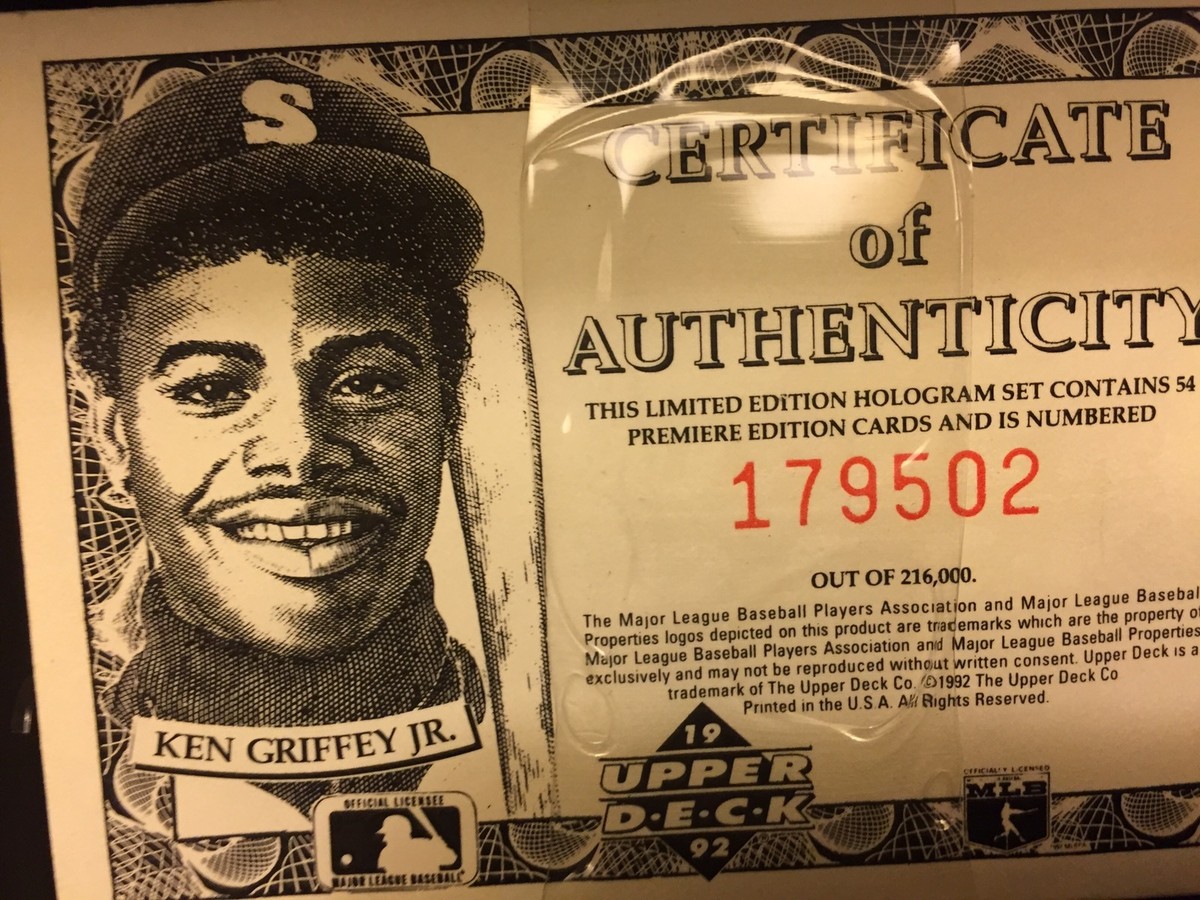 S
CERTIFICATE
of
AUTHENTICITY
THIS LIMITED EDITION HOLOGRAM SET CONTAINS 54
PREMIERE EDITION CARDS AND IS NUMBERED
179502
OUT OF 216,000.
The Major League Baseball Players Association and Major League Basebal
Properties logos depicted on this product are trademarks which are the property o
Major League Baseball Players Association and Major League Baseball Properties
exclusively and may not be reproduced without written consent. Upper Deck is a
trademark of The Upper Deck Co. ©1992 The Upper Deck Co
Printed in the U.S.A. All Rights Reserved.
KEN GRIFFEY JR.
19
UPPER
D·E·C·K
92
OFFICIAL LICENSEE
MAJOR LEAGUE BASEBALL
OFFICIALLY LICENSED
MLB